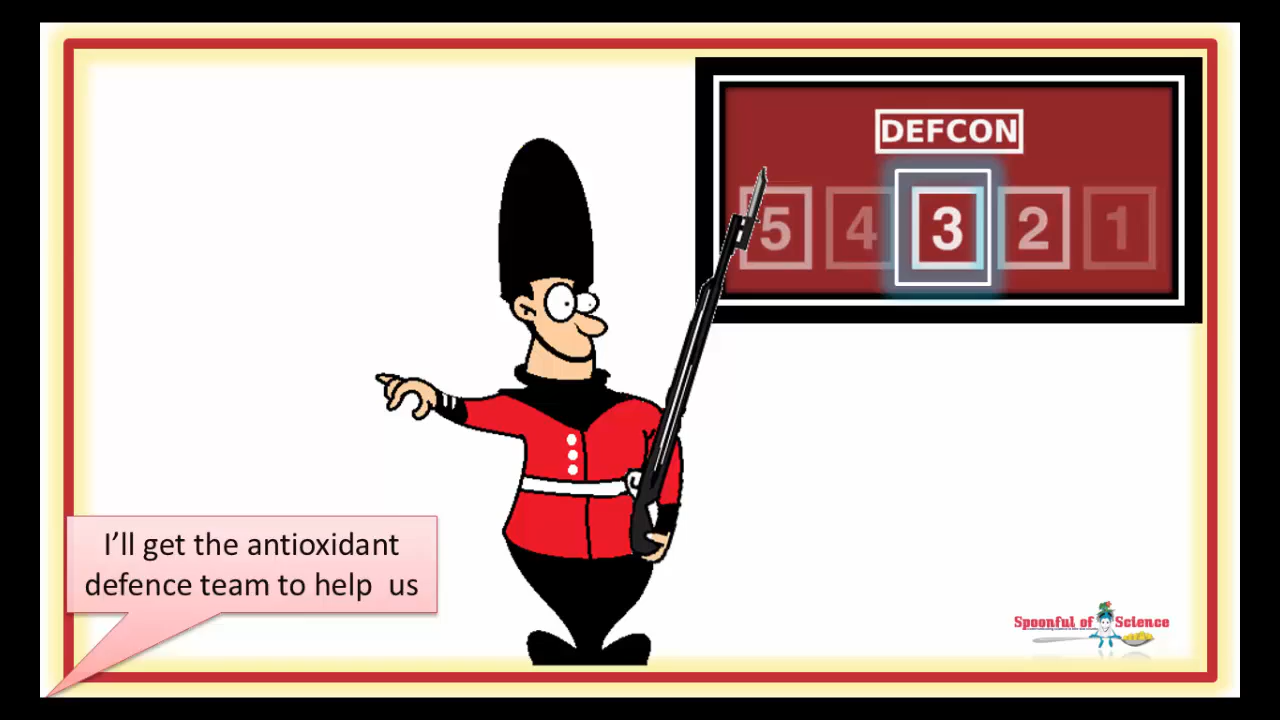 DEFCON
5 4 3 2 1
I'll get the antioxidant
defence team to help us
Spoonful of Science